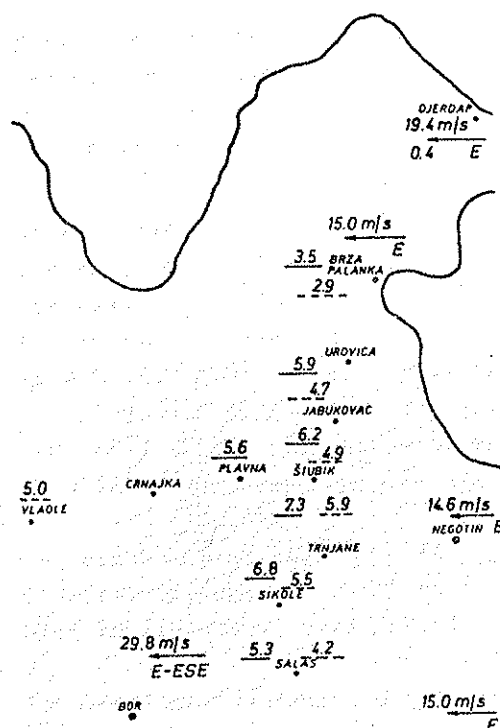 DJERDAP
19.4 m/s
0.4 E
15.0 m/s
E
3.5 BRZA
PALANKA
2.9
UROVICA
5.9
4.7
JABUKOVAC
6.2
4.9
5.6
PLAVNA
ŠIUBIK
CRNAJKA
5.0
VLAOLE
7.3 5.9
14.6 m/s
E
NEGOTIN
TRNJANE
6.8
5.5
SIKOLE
29.8 m/s
E-ESE
5.3 4.2
SALAŠ
BOR
15.0 m/s
E